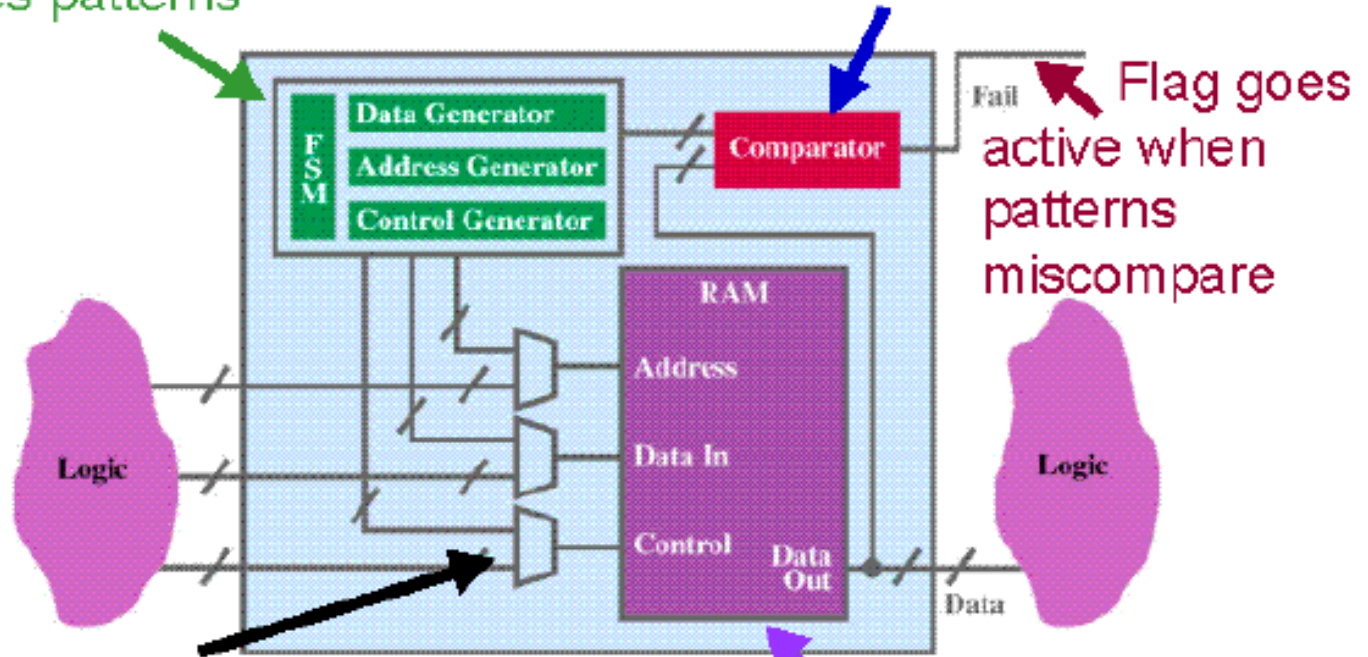 es patterns
Fail
Flag goes
active when
patterns
miscompare
F
S
M
Data Generator
Address Generator
Control Generator
Comparator
RAM
Address
Data In
Control
Data
Out
Logic
Logic
Data